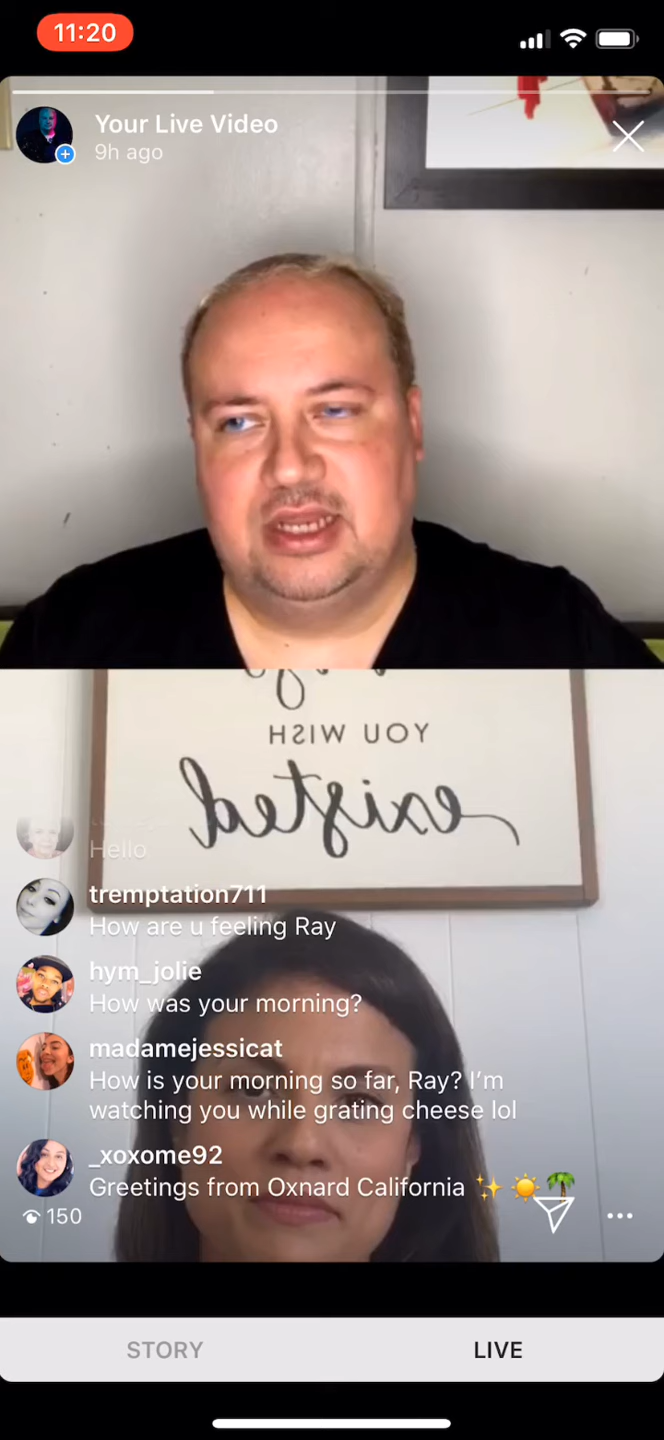 11:20
Your Live Video
9h ago
YOU WISH
existed
Hello
tremptation711
How are u feeling Ray
hym_jolie
How was your morning?
madamejessicat
How is your morning so far, Ray? I’m
watching you while grating cheese lol
_xoxome92
Greetings from Oxnard California ✨☀️🌴
150
STORY
LIVE